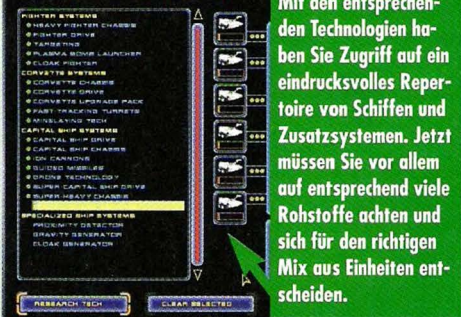 FIGHTER SYSTEMS
HEAVY FIGHTER CHASSIS
FIGHTER DRIVE
TARGETING
PLASMA BOMB LAUNCHER
CLOAK FIGHTER
CORVETTE SYSTEMS
CORVETTE CHASSIS
CORVETTE DRIVE
CORVETTE UPGRADE PACK
FAST TRACKING TURRETS
MINELAYING TECH
CAPITAL SHIP SYSTEMS
CAPITAL SHIP DRIVE
CAPITAL SHIP CHASSIS
ION CANNONS
GUIDED MISSILES
DRONE TECHNOLOGY
SUPER CAPITAL SHIP DRIVE
SUPER HEAVY CHASSIS
SPECIALIZED SHIP SYSTEMS
PROXIMITY DETECTOR
GRAVITY GENERATOR
CLOAK GENERATOR
RESEARCH TECH
CLEAR SELECTED
Mit den entsprechen-
den Technologien ha-
ben Sie Zugriff auf ein
eindrucksvolles Reper-
toire von Schiffen und
Zusatzsystemen. Jetzt
müssen Sie vor allem
auf entsprechend viele
Rohstoffe achten und
sich für den richtigen
Mix aus Einheiten ent-
scheiden.